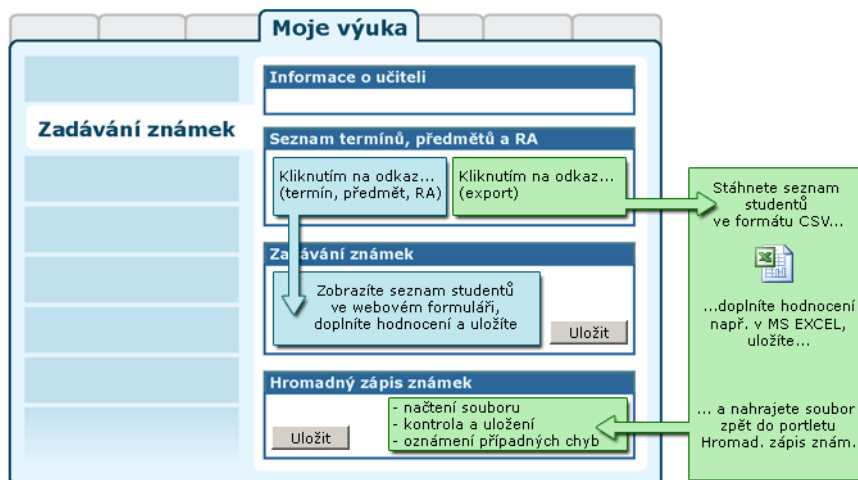 Moje výuka
Zadávání známek
Informace o učiteli
Seznam termínů, předmětů a RA
Kliknutím na odkaz...
(termín, předmět, RA)
Kliknutím na odkaz...
(export)
Stáhnete seznam
studentů
ve formátu CSV...
Zadávání známek
Zobrazíte seznam studentů
ve webovém formuláři,
doplníte hodnocení a uložíte
Uložit
...doplníte hodnocení
např. v MS EXCEL,
uložíte...
Hromadný zápis známek
- načtení souboru
- kontrola a uložení
- oznámení případných chyb
Uložit
... a nahrajete soubor
zpět do portletu
Hromad. zápis znám.